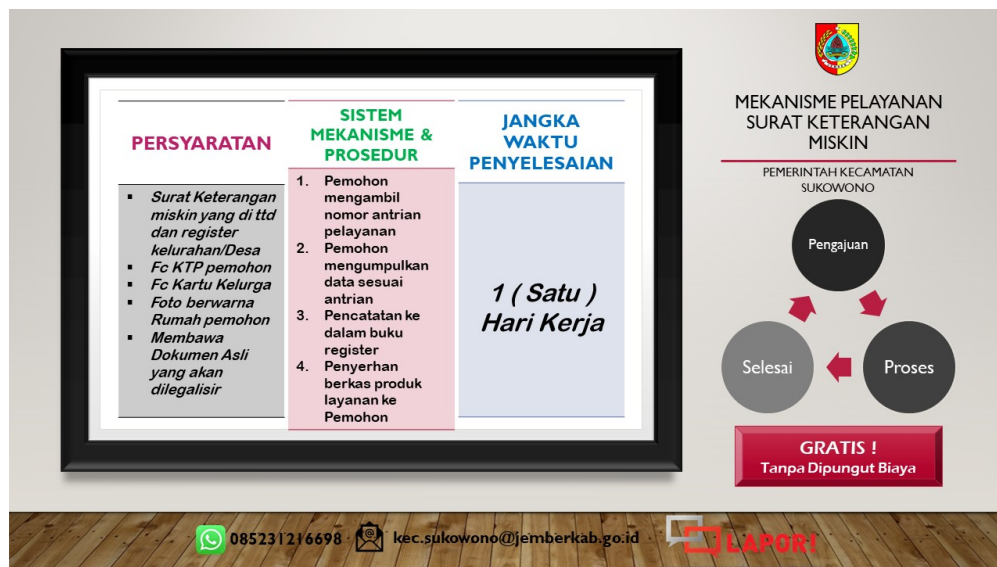 PERSYARATAN
Surat Keterangan
miskin yang di ttd
dan register
kelurahan/Desa
Fc KTP pemohon
Fc Kartu Kelurga
Foto berwarna
Rumah pemohon
Membawa
Dokumen Asli
yang akan
dilegalisir
SISTEM
MEKANISME &
PROSEDUR
1. Pemohon
mengambil
nomor antrian
pelayanan
2. Pemohon
mengumpulkan
data sesuai
antrian
3. Pencatatan ke
dalam buku
register
4. Penyerhan
berkas produk
layanan ke
Pemohon
JANGKA
WAKTU
PENYELESAIAN
1 ( Satu )
Hari Kerja
MEKANISME PELAYANAN
SURAT KETERANGAN
MISKIN
PEMERINTAH KECAMATAN
SUKOWONO
Pengajuan
Proses
Selesai
GRATIS !
Tanpa Dipungut Biaya
085231216698
kec.sukowono@jemberkab.go.id
LAPOR!